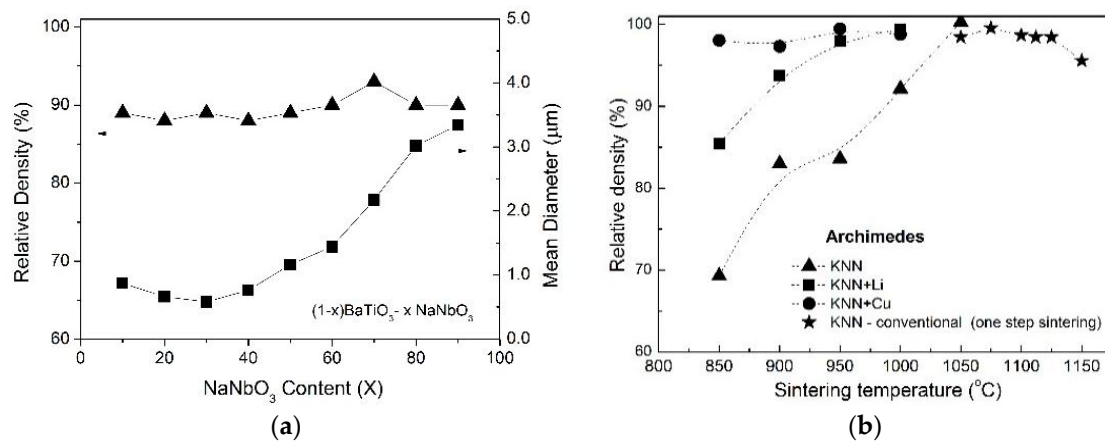 100
90
80
70
60
Relative Density (%)
5.0
4.0
3.0
2.0
1.0
0.0
Mean Diameter (μm)
(1-x)BaTiO3- x NaNbO3
0 20 40 60 80 100
NaNbO3 Content (X)
(a)
100
90
80
70
60
Relative density (%)
Archimedes
KNN
KNN+Li
KNN+Cu
KNN - conventional (one step sintering)
800 850 900 950 1000 1050 1100 1150
Sintering temperature (°C)
(b)